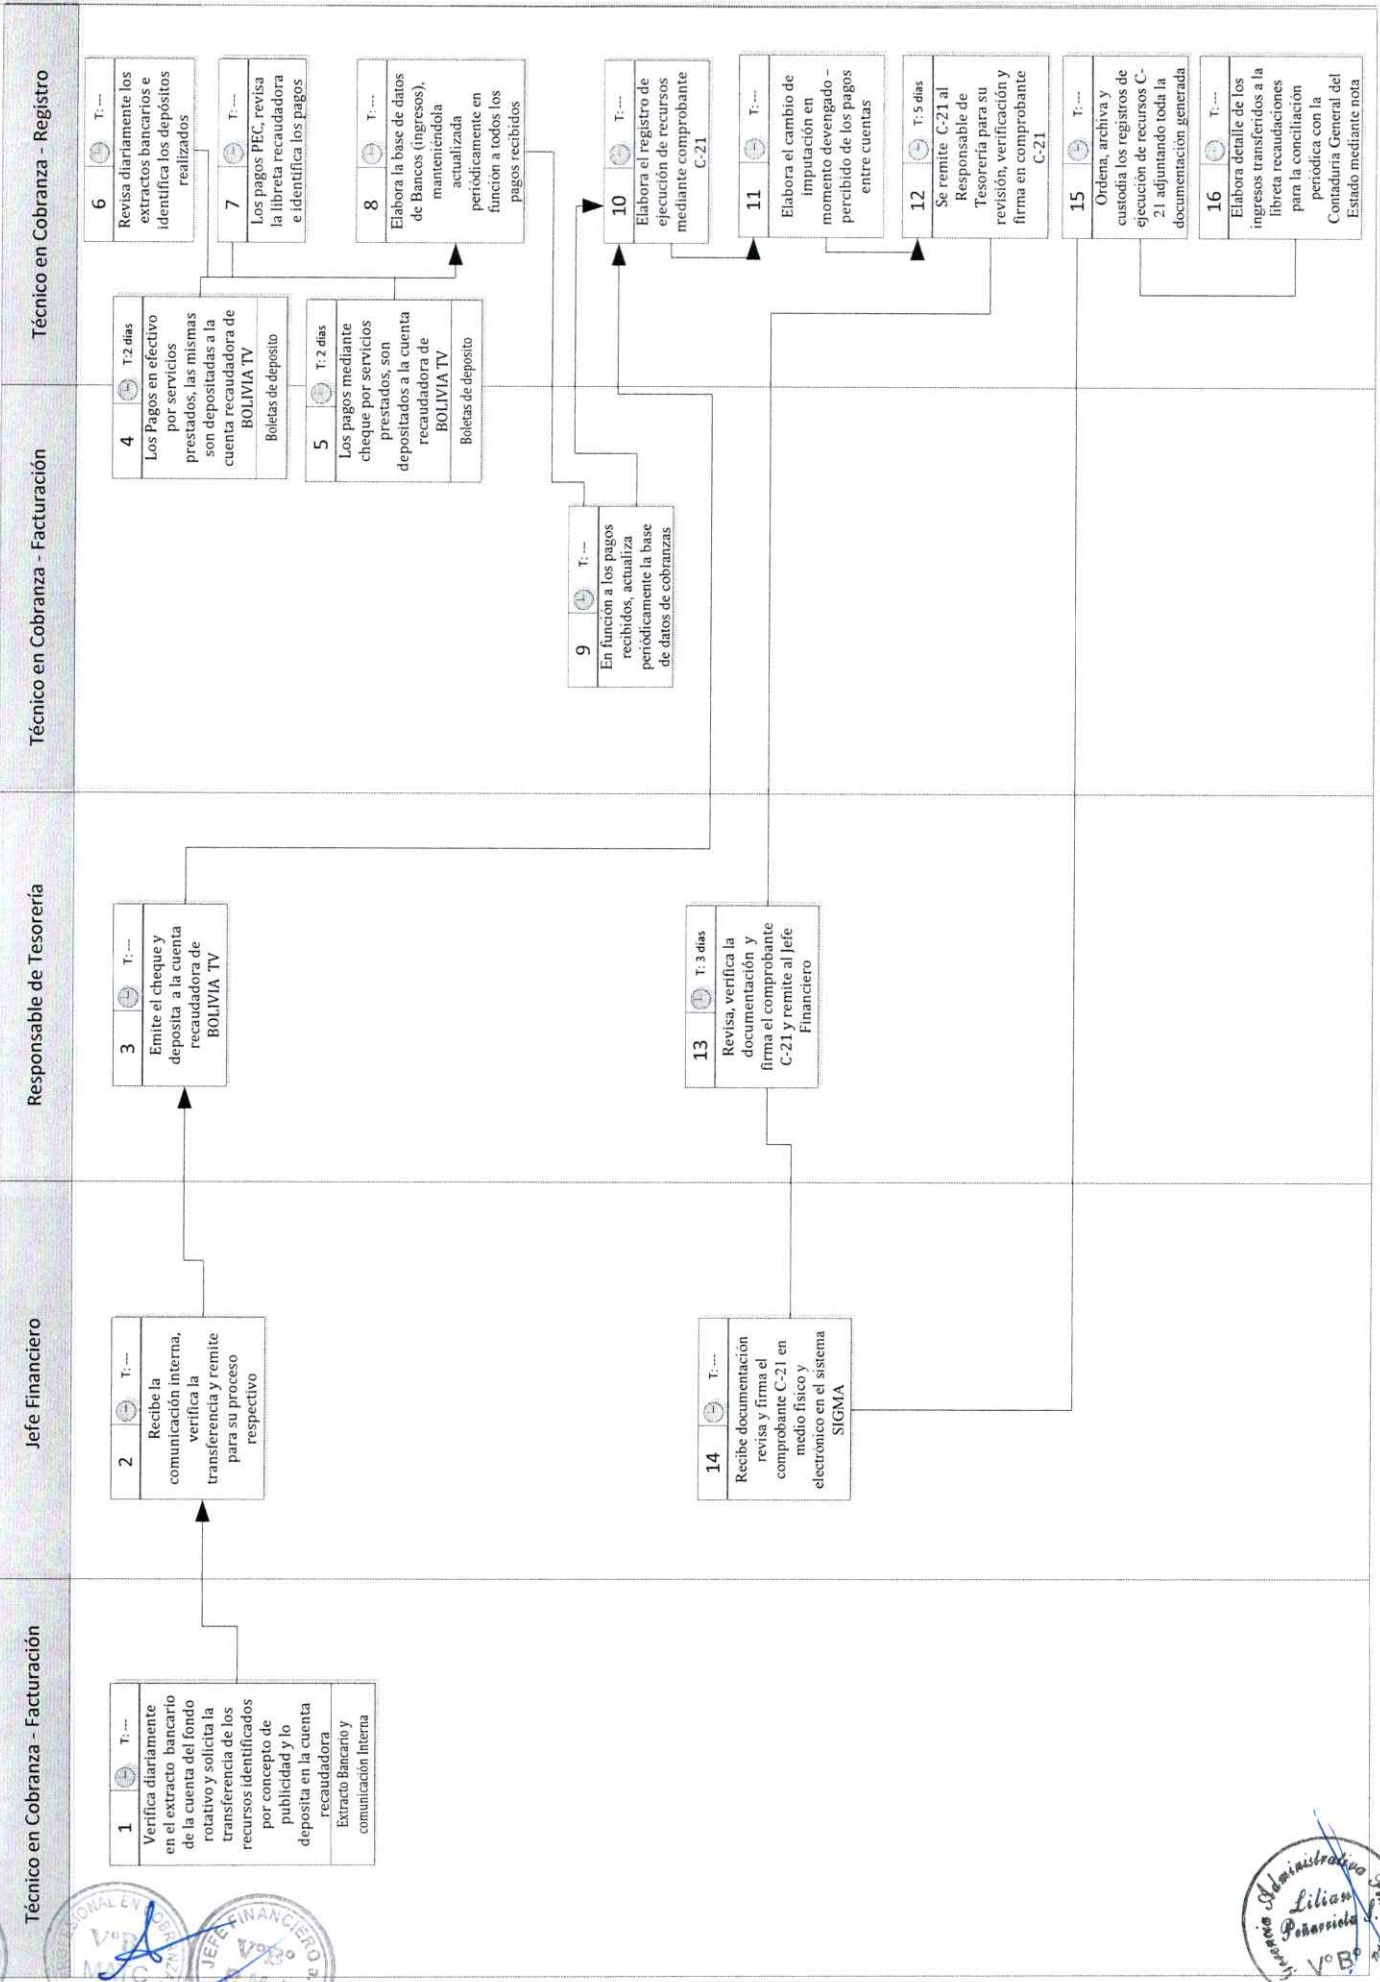 Técnico en Cobranza - Facturación
Jefe Financiero
Responsable de Tesorería
Técnico en Cobranza - Facturación
Técnico en Cobranza - Registro
1 T: ---
Verifica diariamente
en el extracto bancario
de la cuenta del fondo
rotativo y solicita la
transferencia de los
recursos identificados
por concepto de
publicidad y lo
deposita en la cuenta
recaudadora
Extracto Bancario y
comunicación Interna
2 T: ---
Recibe la
comunicación interna,
verifica la
transferencia y remite
para su proceso
respectivo
3 T: ---
Emite el cheque y
deposita a la cuenta
recaudadora de
BOLIVIA TV
4 T:2 días
Los Pagos en efectivo
por servicios
prestados, las mismas
son depositadas a la
cuenta recaudadora de
BOLIVIA TV
Boletas de deposito
5 T: 2 días
Los pagos mediante
cheque por servicios
prestados, son
depositados a la cuenta
recaudadora de
BOLIVIA TV
Boletas de deposito
6 T: ---
Revisa diariamente los
extractos bancarios e
identifica los depósitos
realizados
7 T: ---
Los pagos PEC, revisa
la libreta recaudadora
e identifica los pagos
8 T: ---
Elabora la base de datos
de Bancos (ingresos),
manteniéndola
actualizada
periódicamente en
función a todos los
pagos recibidos
9 T: ---
En función a los pagos
recibidos, actualiza
periódicamente la base
de datos de cobranzas
10 T: ---
Elabora el registro de
ejecución de recursos
mediante comprobante
C-21
11 T: ---
Elabora el cambio de
imputación en
momento devengado –
percibido de los pagos
entre cuentas
12 T: 5 días
Se remite C-21 al
Responsable de
Tesorería para su
revisión, verificación y
firma en comprobante
C-21
13 T: 3 días
Revisa, verifica la
documentación y
firma el comprobante
C-21 y remite al Jefe
Financiero
14 T: ---
Recibe documentación
revisa y firma el
comprobante C-21 en
medio fisico y
electrónico en el sistema
SIGMA
15 T: ---
Ordena, archiva y
custodia los registros de
ejecución de recursos C-
21 adjuntando toda la
documentación generada
16 T: ---
Elabora detalle de los
ingresos transferidos a la
libreta recaudaciones
para la conciliación
periódica con la
Contaduría General del
Estado mediante nota
JEFE FINANCIERO
VºBº
Administrativa
Lilian
VºBº